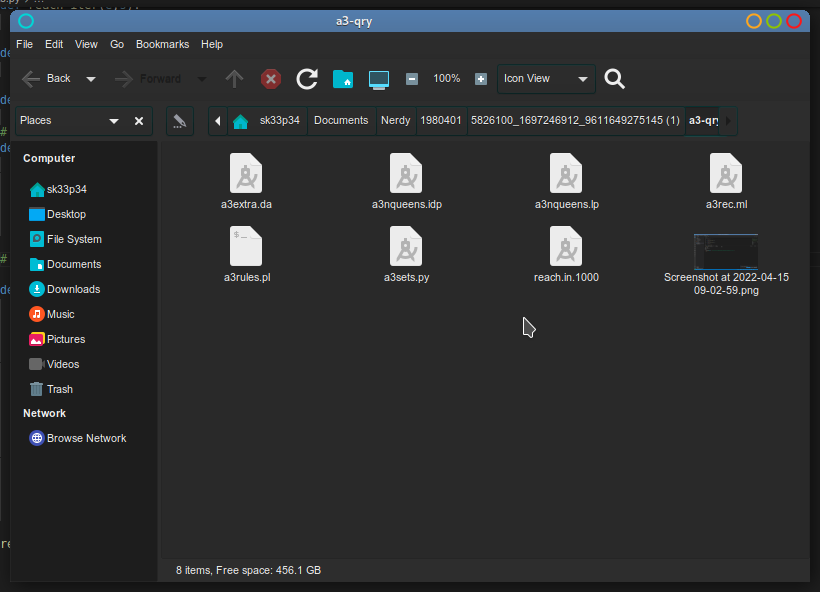 a3-qry
File Edit View Go Bookmarks Help
Back Forward 100% Icon View
Places sk33p34 Documents Nerdy 1980401 5826100_1697246912_9611649275145 (1) a3-qry
Computer
sk33p34
Desktop
File System
Documents
Downloads
Music
Pictures
Videos
Trash
Network
Browse Network
a3extra.da a3nqueens.idp a3nqueens.lp a3rec.ml
a3rules.pl a3sets.py reach.in.1000 Screenshot at 2022-04-15
09-02-59.png
8 items, Free space: 456.1 GB